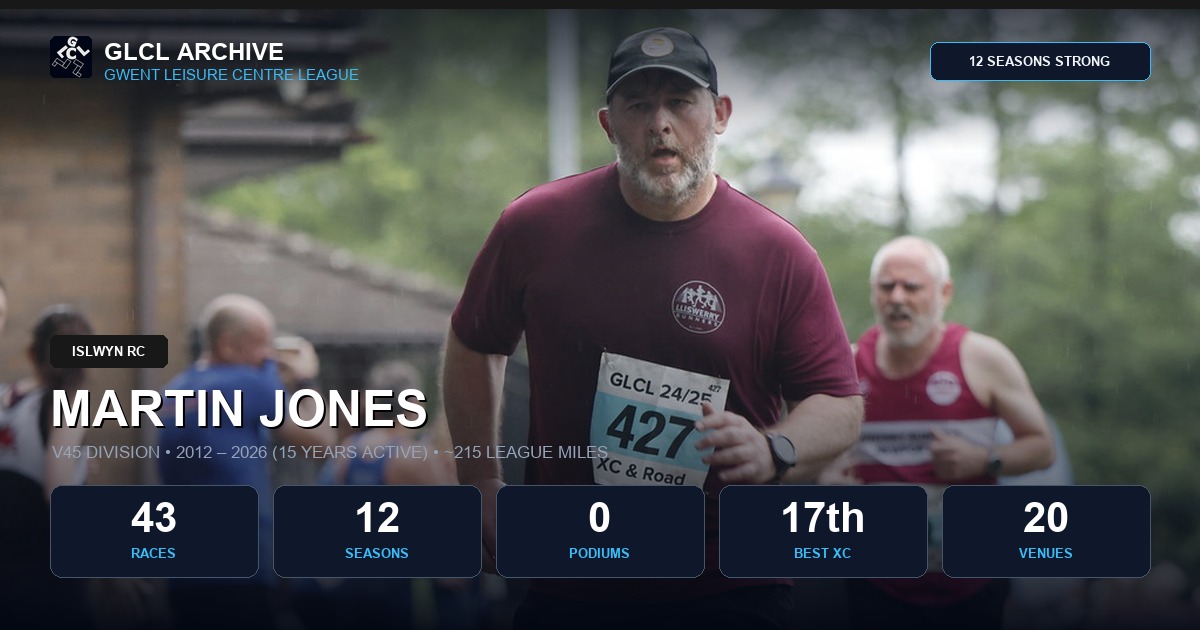 GLCL ARCHIVE
GWENT LEISURE CENTRE LEAGUE
12 SEASONS STRONG
LLISWERRY
RUNNERS
GLCL 24/25
427
427
XC & Road
ISLWYN RC
MARTIN JONES
V45 DIVISION • 2012 – 2026 (15 YEARS ACTIVE) • ~215 LEAGUE MILES
43
RACES
12
SEASONS
0
PODIUMS
17th
BEST XC
20
VENUES